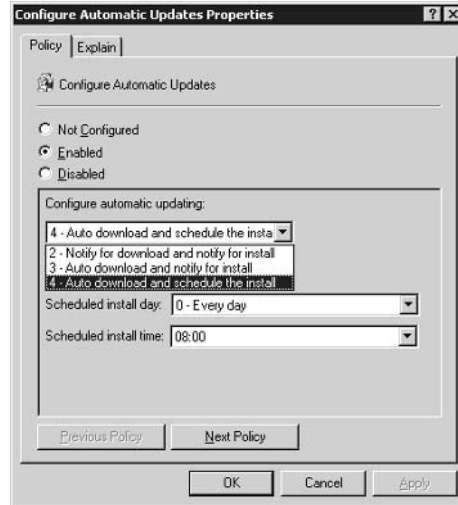 Configure Automatic Updates Properties
Policy Explain
Configure Automatic Updates
Not Configured
Enabled
Disabled
Configure automatic updating:
4 - Auto download and schedule the insta
2 - Notify for download and notify for install
3 - Auto download and notify for install
4 - Auto download and schedule the install
Scheduled install day: 0 - Every day
Scheduled install time: 08:00
Previous Policy Next Policy
OK Cancel Apply